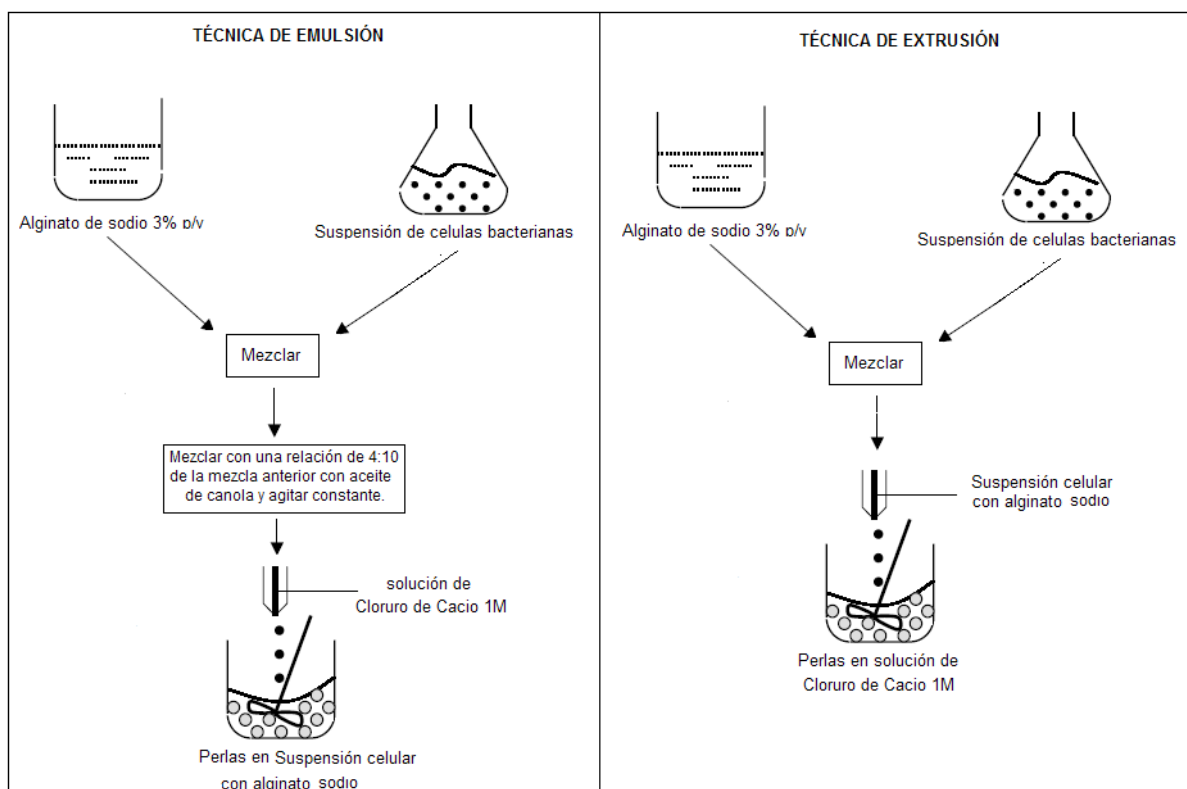 TÉCNICA DE EMULSIÓN
Alginato de sodio 3% p/v
Suspensión de celulas bacterianas
Mezclar
Mezclar con una relación de 4:10
de la mezcla anterior con aceite
de canola y agitar constante.
solución de
Cloruro de Cacio 1M
Perlas en Suspensión celular
con alginato sodio
TÉCNICA DE EXTRUSIÓN
Alginato de sodio 3% p/v
Suspensión de celulas bacterianas
Mezclar
Suspensión celular
con alginato sodio
Perlas en solución de
Cloruro de Cacio 1M